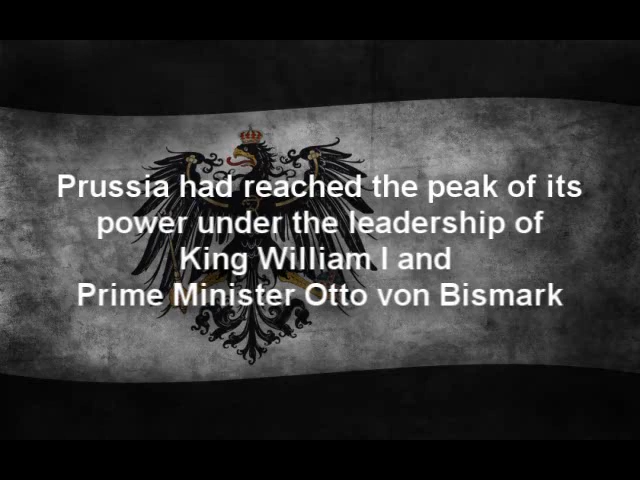 Prussia had reached the peak of its
power under the leadership of
King William I and
Prime Minister Otto von Bismark